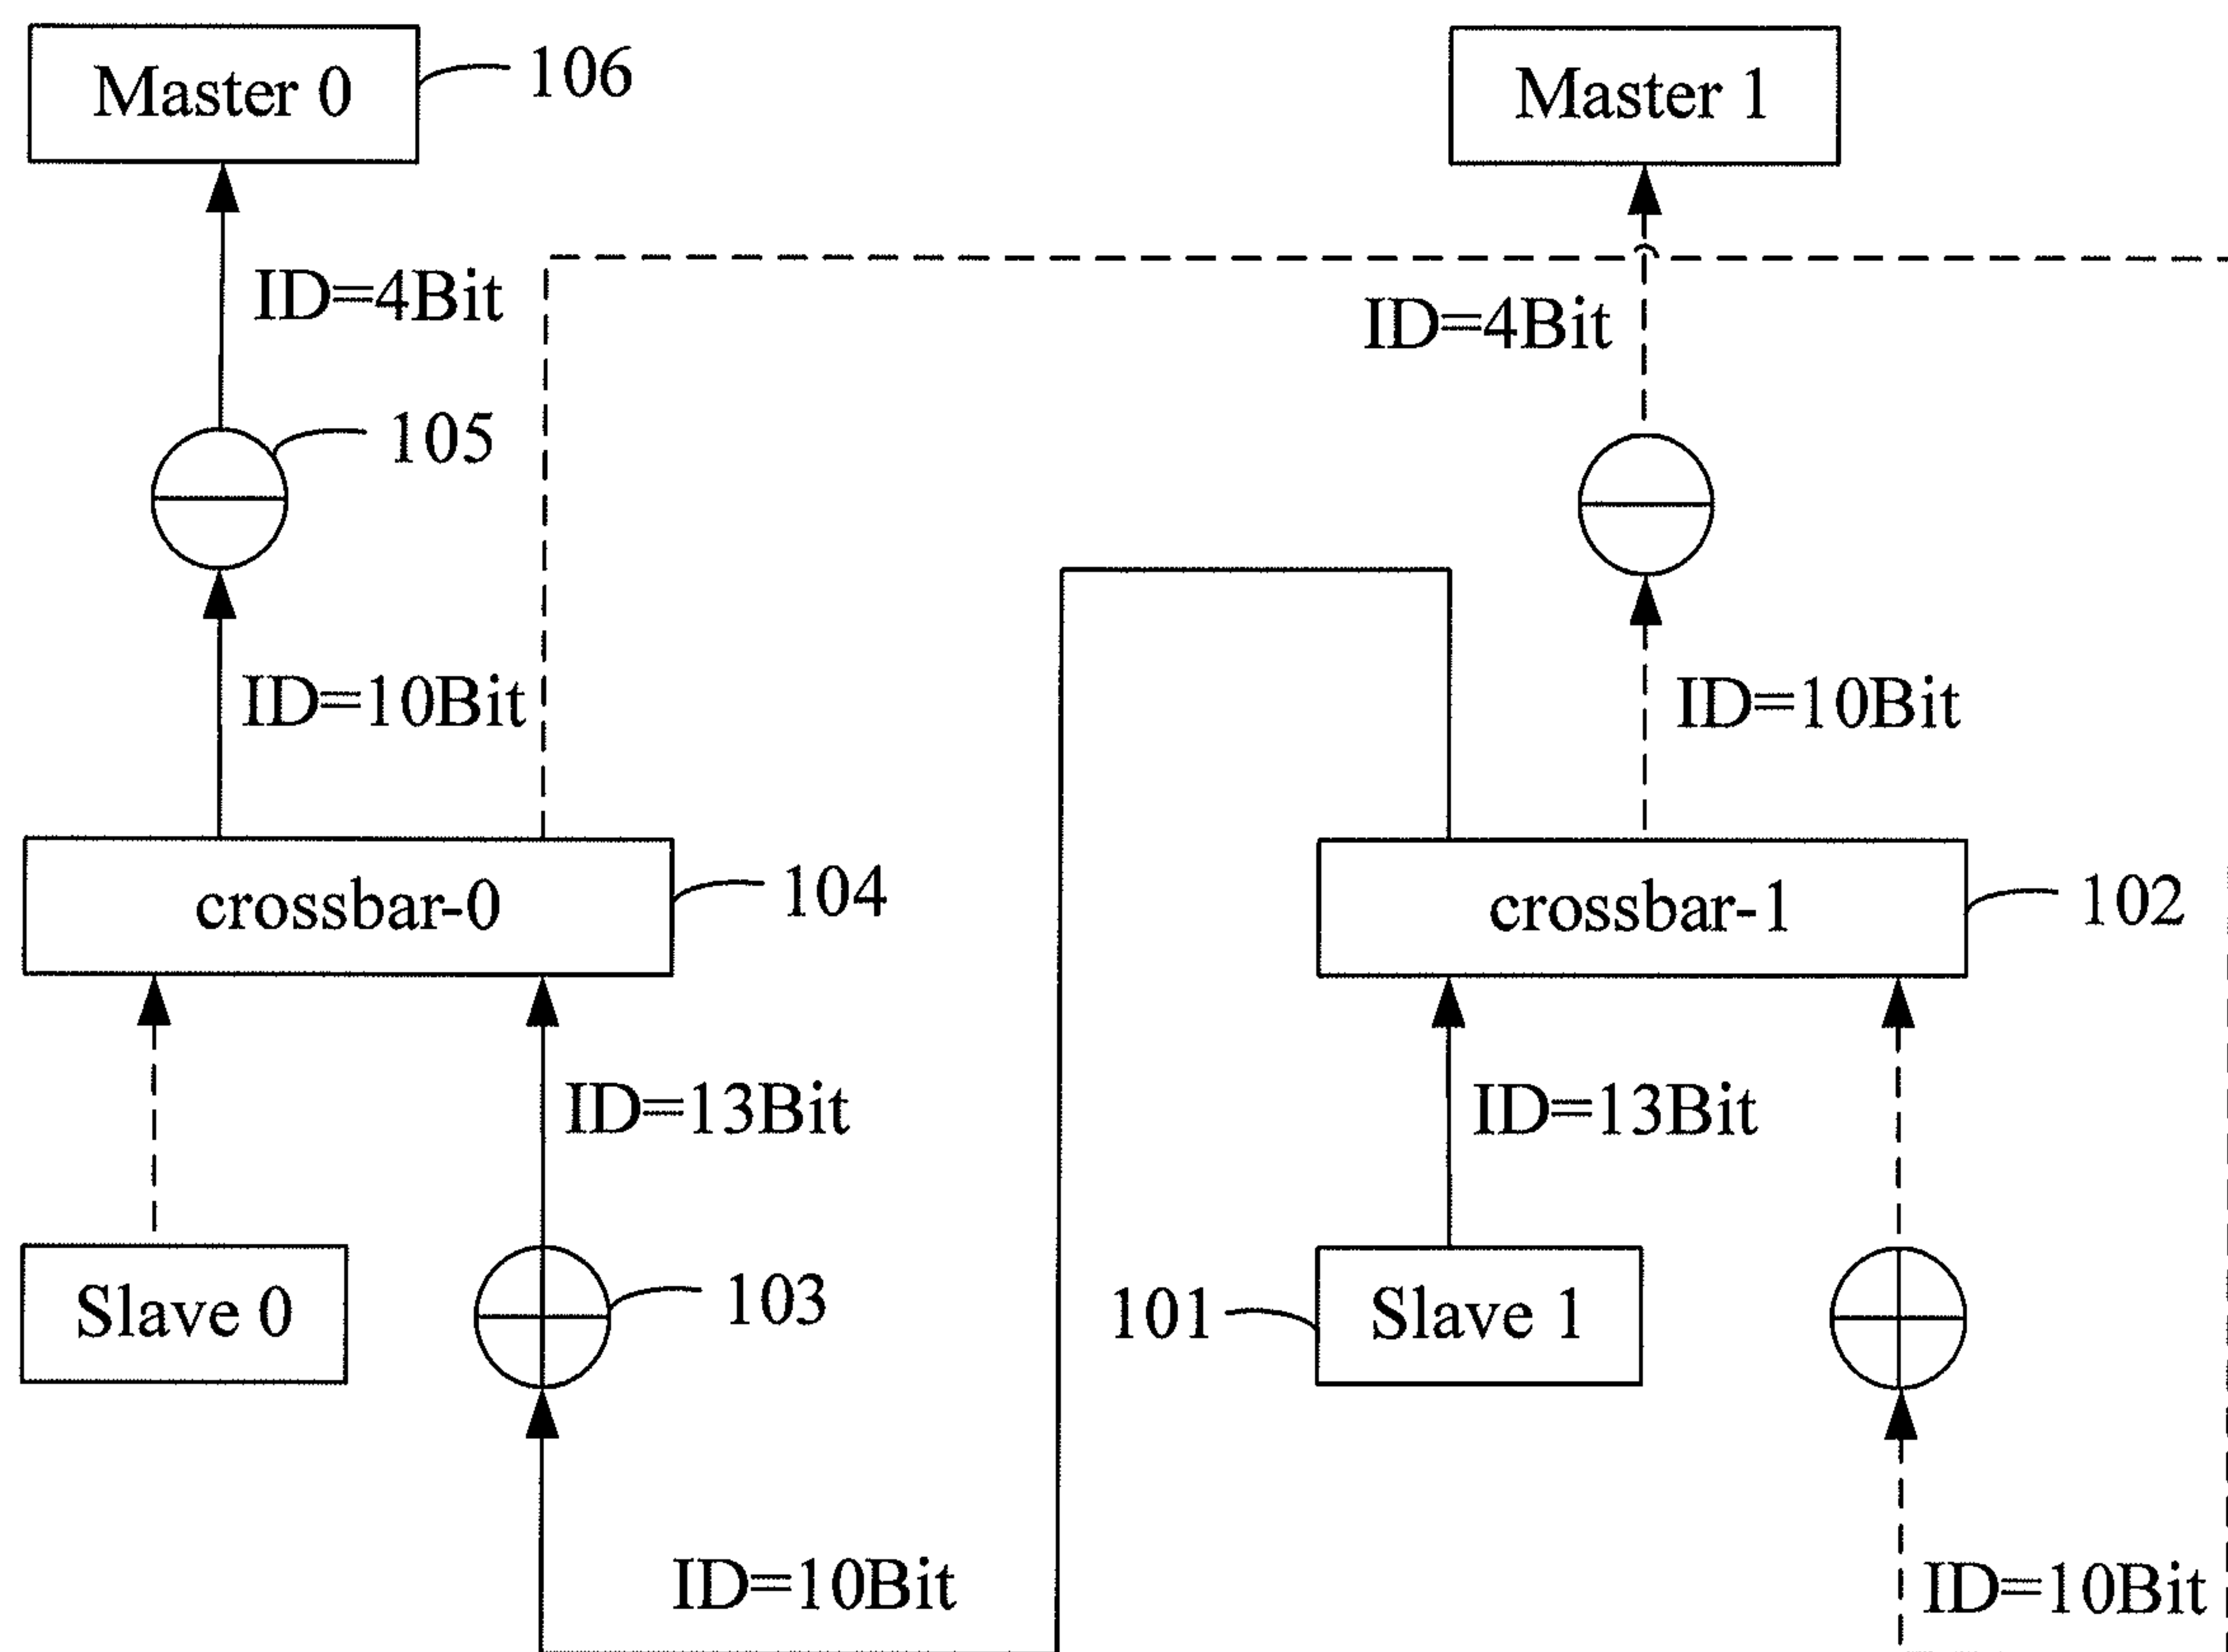 Master 0
106
Master 1
ID=4Bit
ID=4Bit
105
ID=10Bit
ID=10Bit
crossbar-0
104
crossbar-1
102
ID=13Bit
ID=13Bit
Slave 0
103
101
Slave 1
ID=10Bit
ID=10Bit